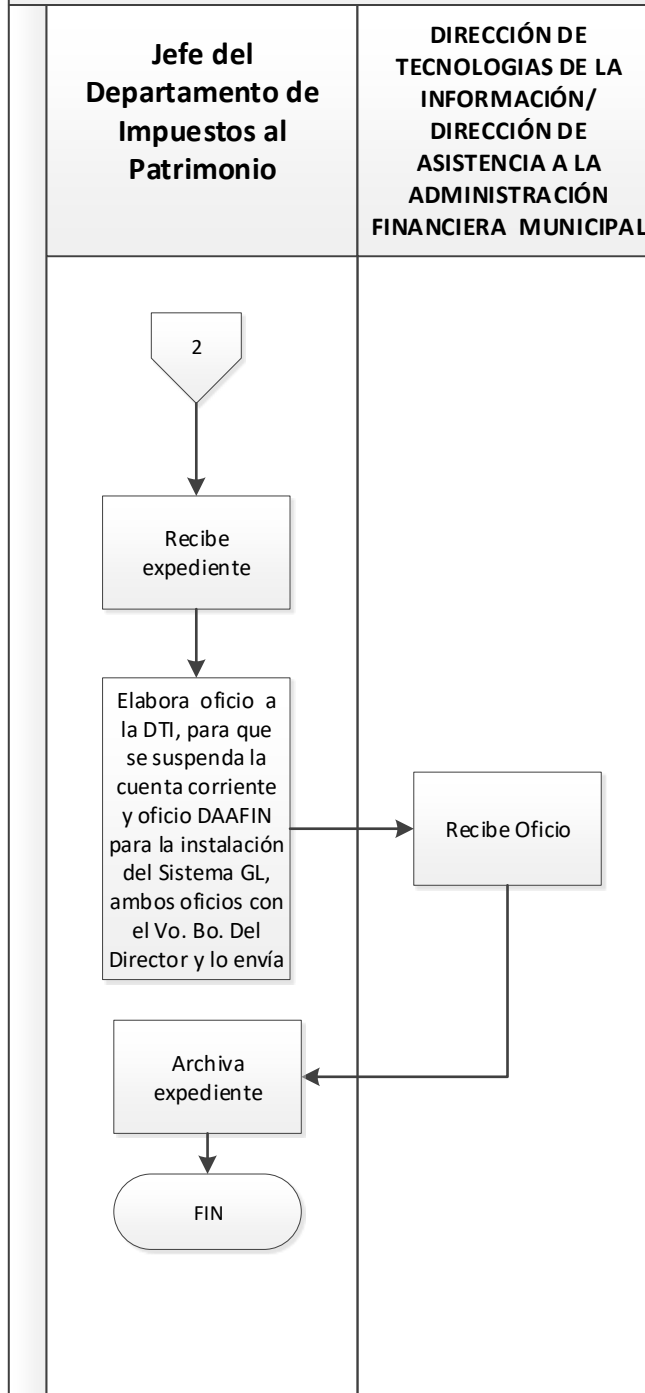 Jefe del
Departamento de
Impuestos al
Patrimonio
DIRECCIÓN DE
TECNOLOGIAS DE LA
INFORMACIÓN/
DIRECCIÓN DE
ASISTENCIA A LA
ADMINISTRACIÓN
FINANCIERA MUNICIPAL
2
Recibe
expediente
Elabora oficio a
la DTI, para que
se suspenda la
cuenta corriente
y oficio DAAFIN
para la instalación
del Sistema GL,
ambos oficios con
el Vo. Bo. Del
Director y lo envía
Recibe Oficio
Archiva
expediente
FIN